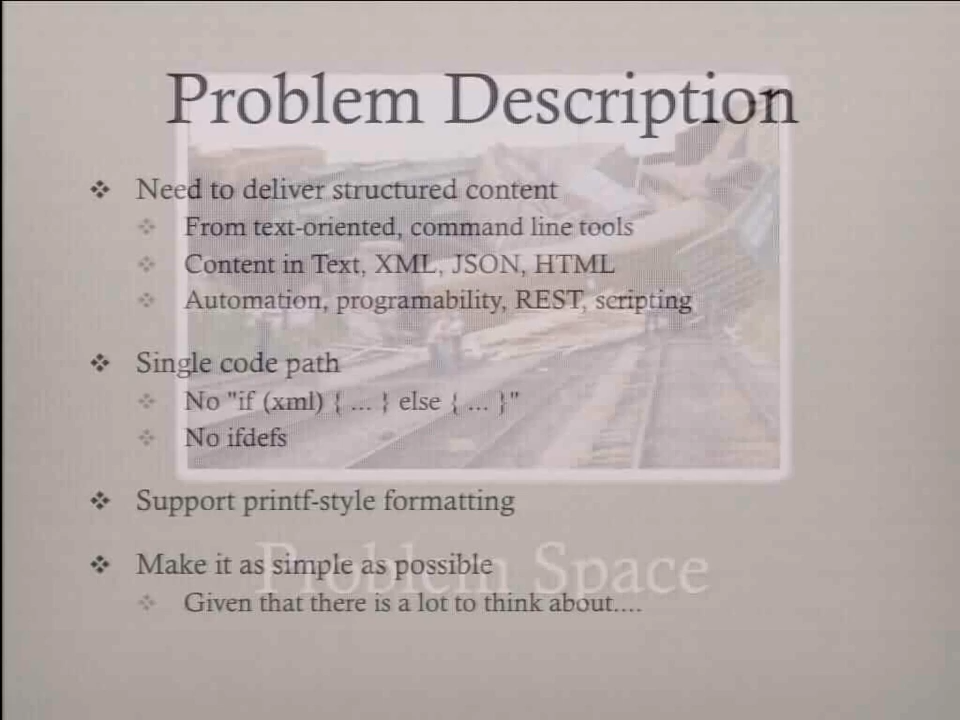 Problem Description
Need to deliver structured content
From text-oriented, command line tools
Content in Text, XML, JSON, HTML
Automation, programability, REST, scripting
Single code path
No "if (xml) { ... } else { ... }"
No ifdefs
Support printf-style formatting
Make it as simple as possible
Problem Space
Given that there is a lot to think about....